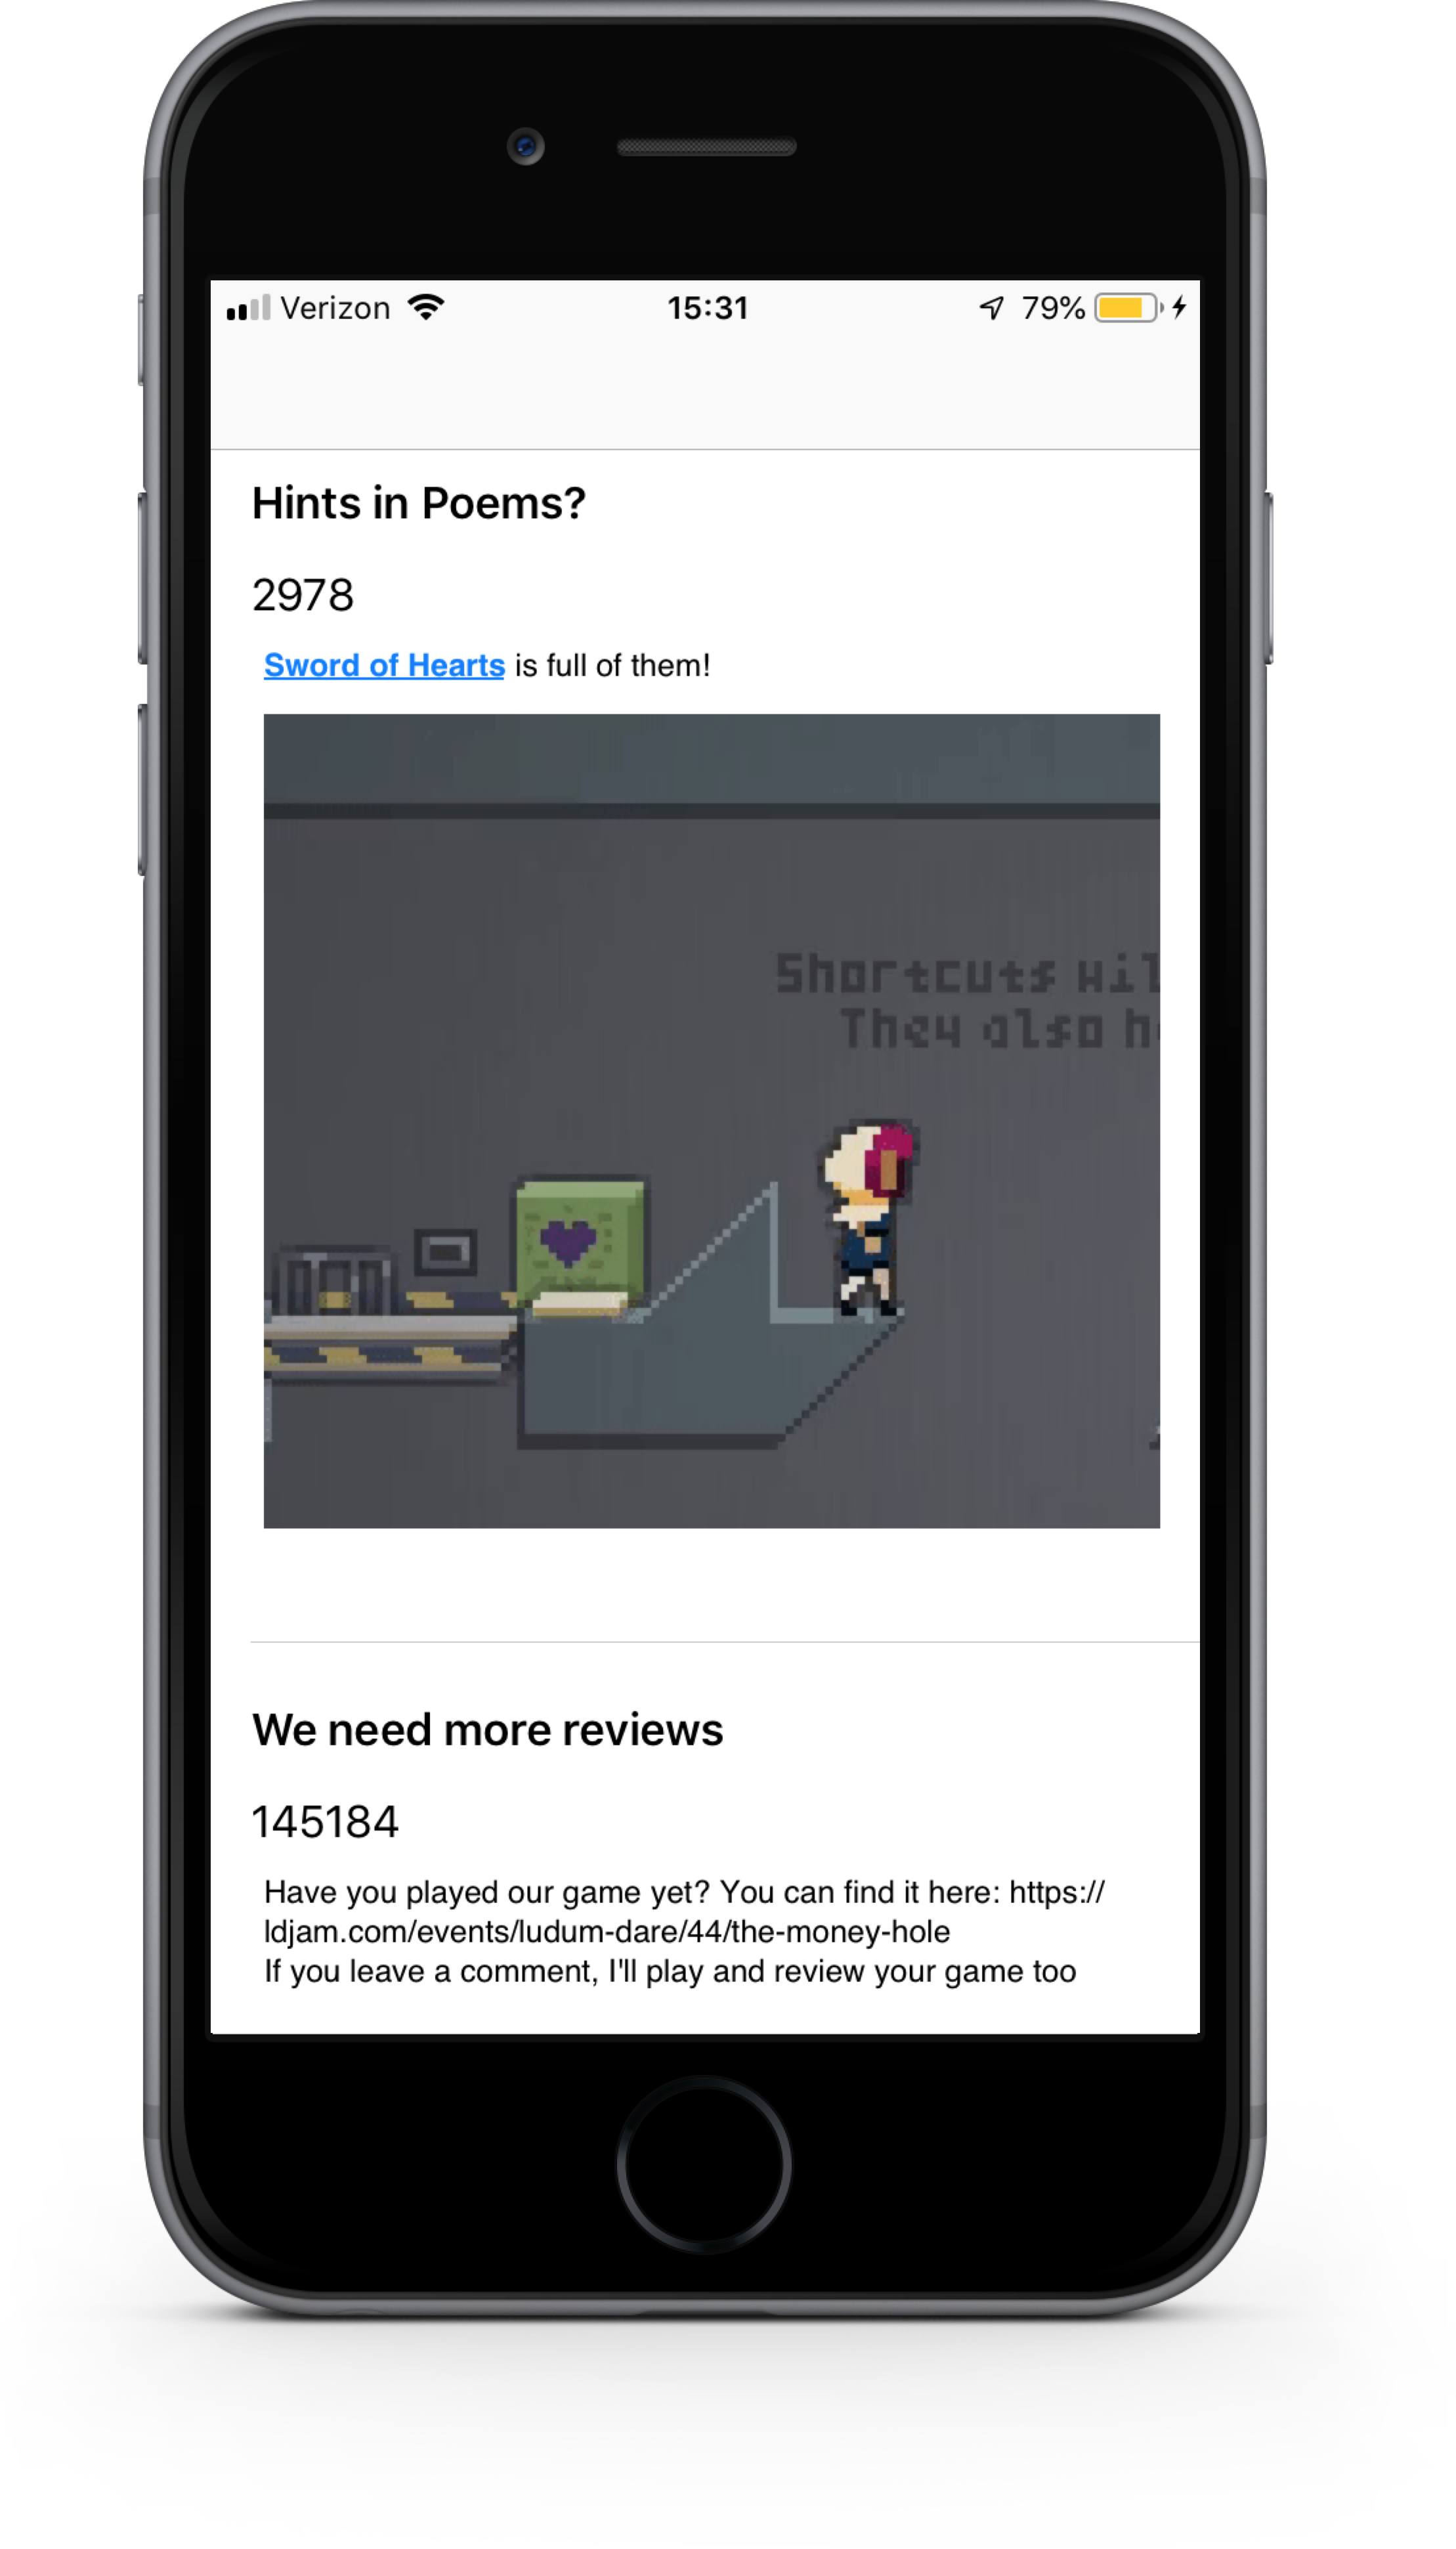 Verizon 15:31 79%
Hints in Poems?
2978
Sword of Hearts is full of them!
Shortcuts wil
They also h
We need more reviews
145184
Have you played our game yet? You can find it here: https://
ldjam.com/events/ludum-dare/44/the-money-hole
If you leave a comment, I'll play and review your game too